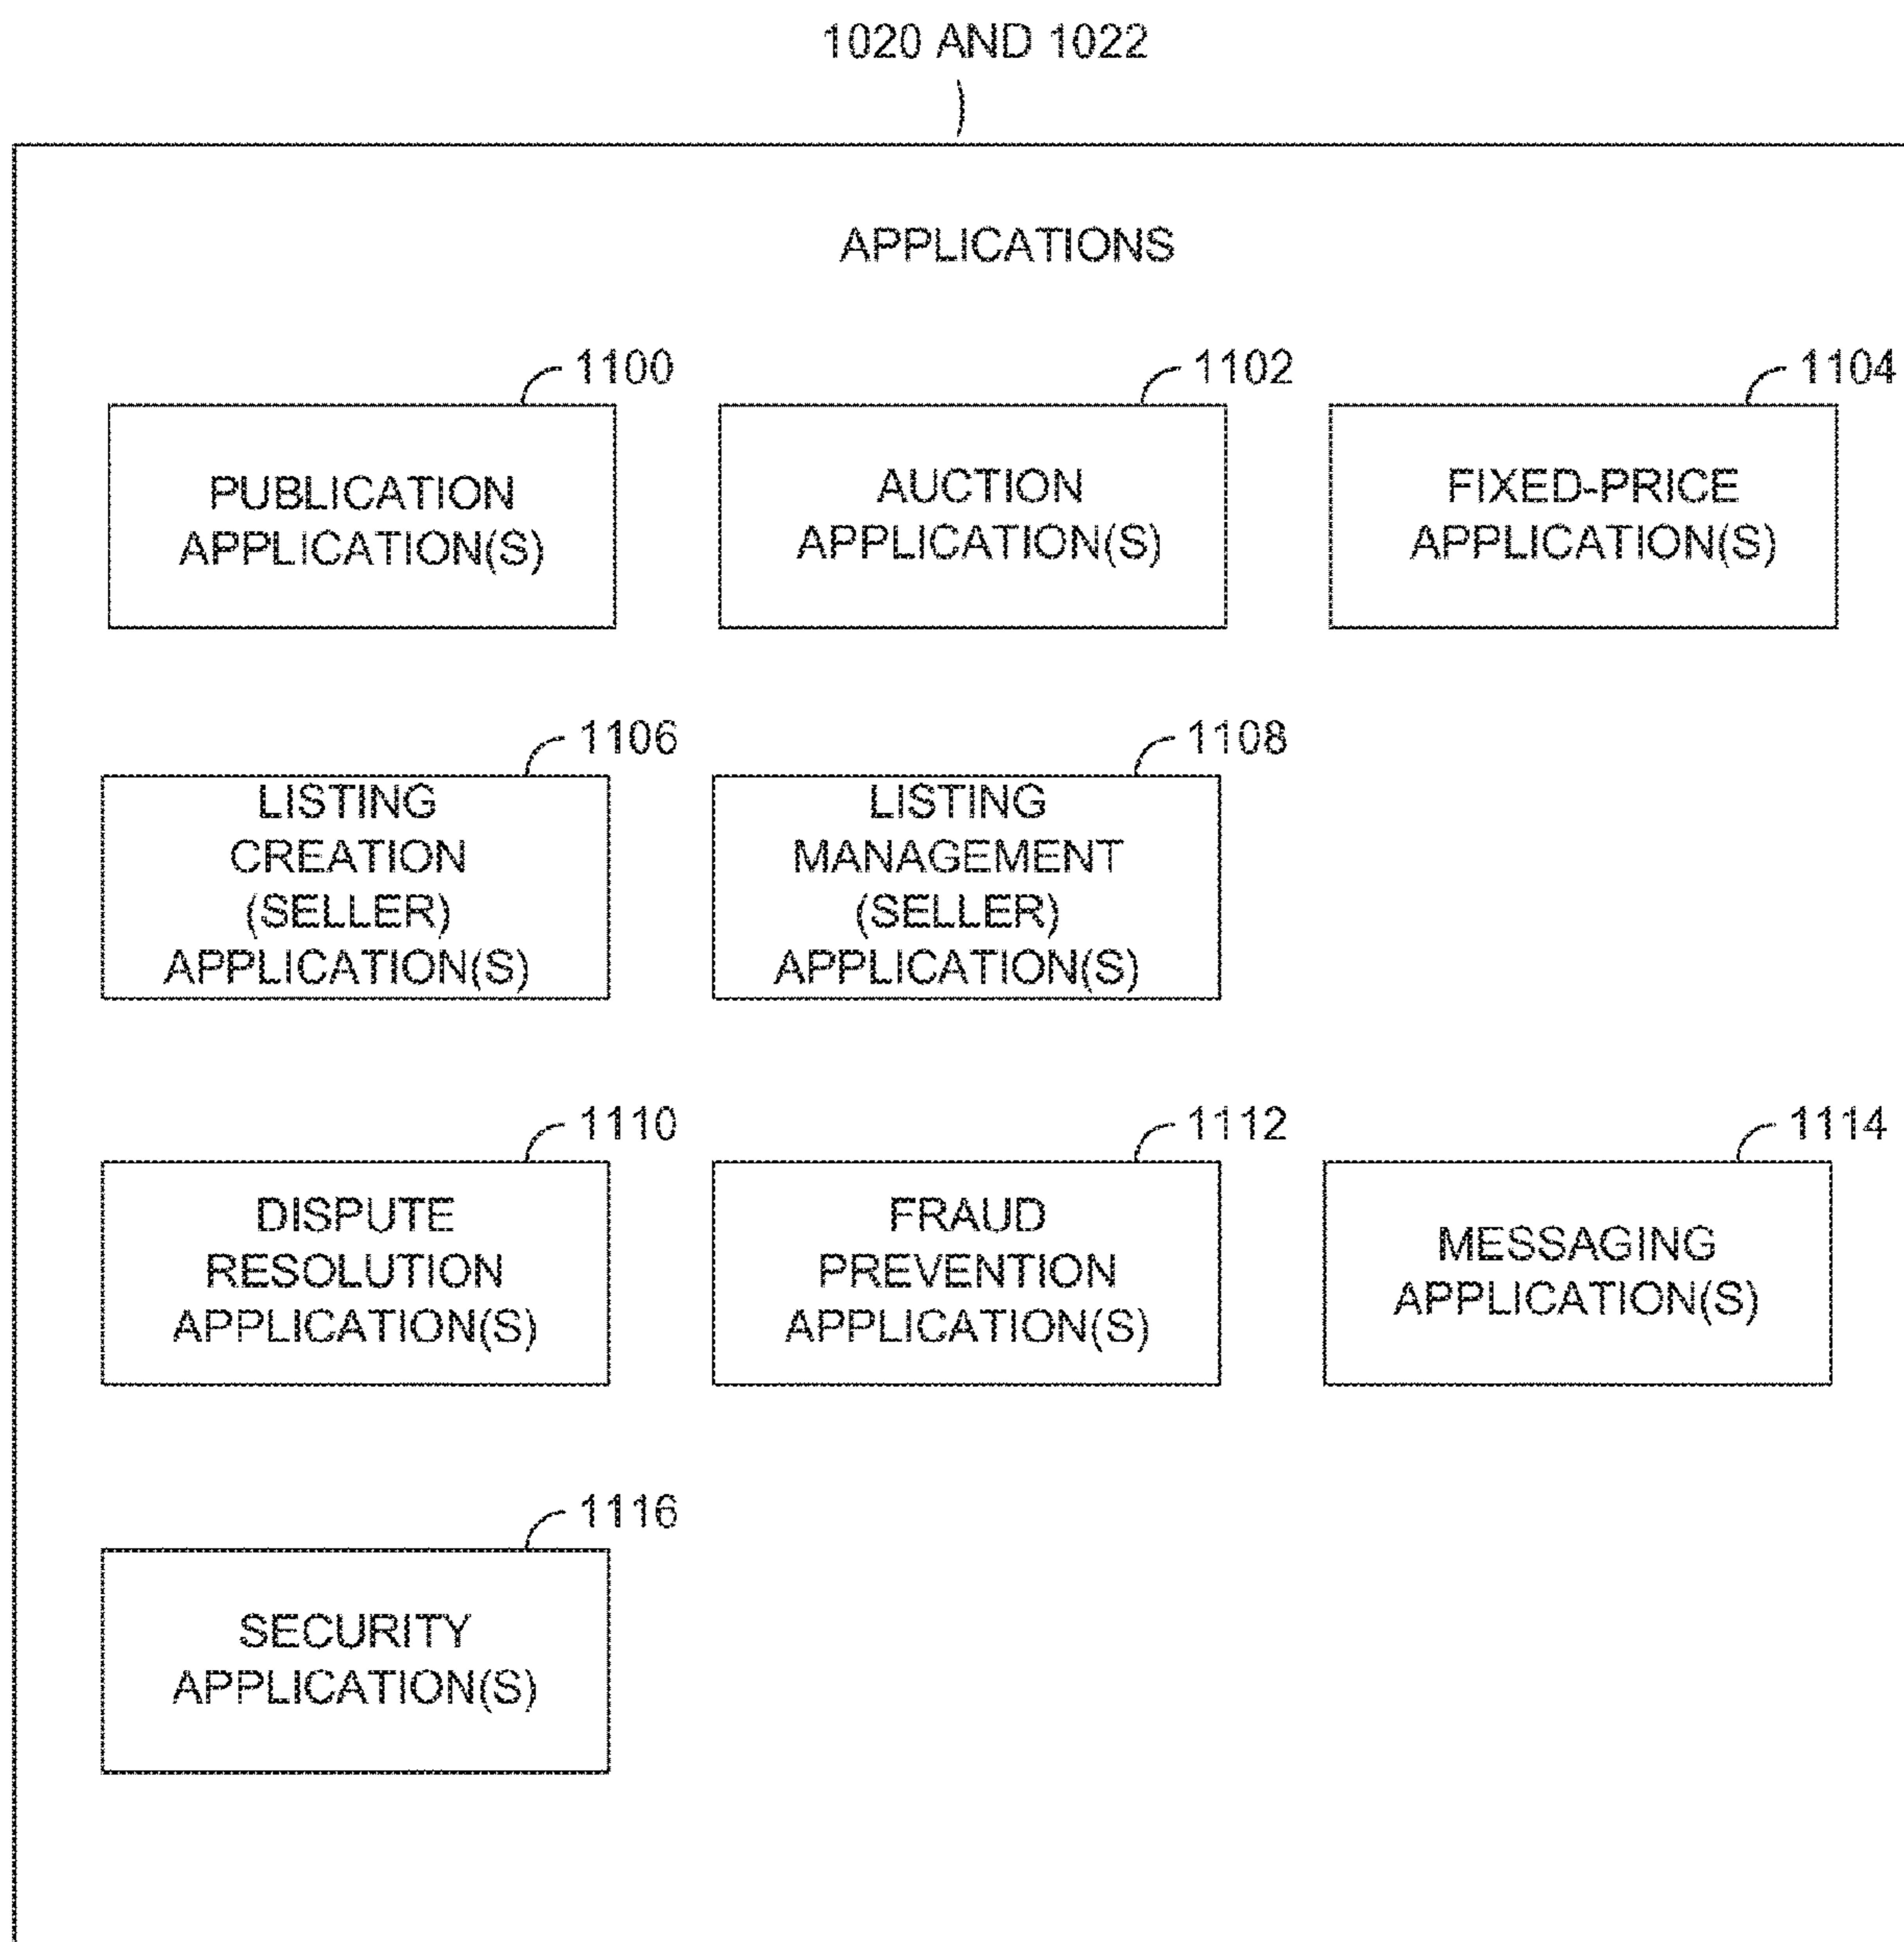 1020 AND 1022
APPLICATIONS
1100
PUBLICATION
APPLICATION(S)
1102
AUCTION
APPLICATION(S)
1104
FIXED-PRICE
APPLICATION(S)
1106
LISTING
CREATION
(SELLER)
APPLICATION(S)
1108
LISTING
MANAGEMENT
(SELLER)
APPLICATION(S)
1110
DISPUTE
RESOLUTION
APPLICATION(S)
1112
FRAUD
PREVENTION
APPLICATION(S)
1114
MESSAGING
APPLICATION(S)
1116
SECURITY
APPLICATION(S)